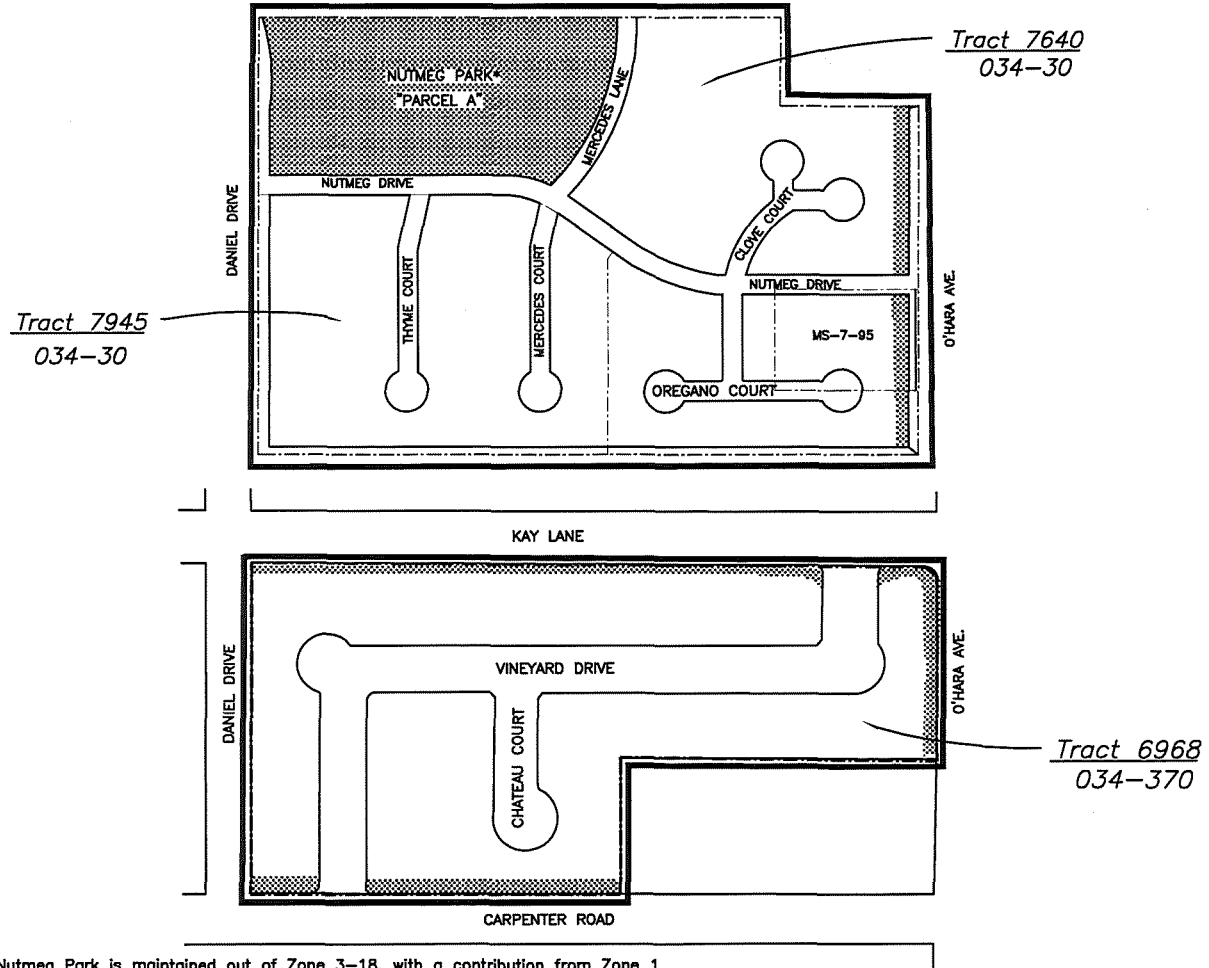 Tract 7640
034-30
NUTMEG PARK*
"PARCEL A"
MERCEDES LANE
NUTMEG DRIVE
DANIEL DRIVE
CLOVE COURT
THYME COURT
MERCEDES COURT
NUTMEG DRIVE
O'HARA AVE.
Tract 7945
034-30
MS-7-95
OREGANO COURT
KAY LANE
DANIEL DRIVE
VINEYARD DRIVE
O'HARA AVE.
CHATEAU COURT
Tract 6968
034-370
CARPENTER ROAD
Nutmeg Park is maintained out of Zone 3-18, with a contribution from Zone 1